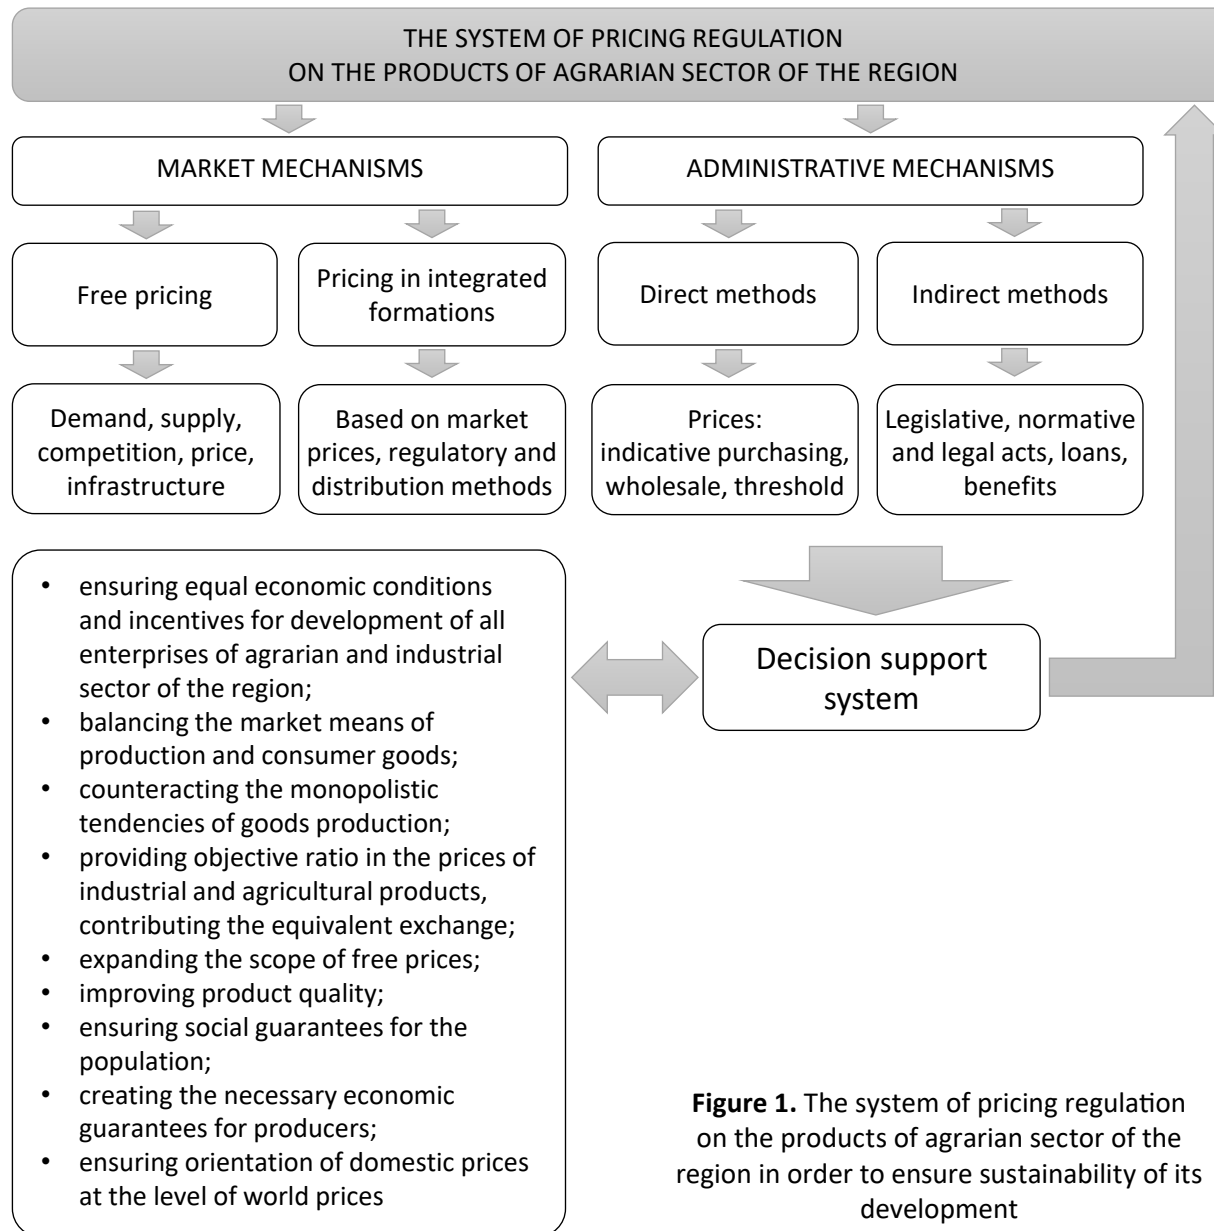 THE SYSTEM OF PRICING REGULATION
ON THE PRODUCTS OF AGRARIAN SECTOR OF THE REGION
MARKET MECHANISMS
ADMINISTRATIVE MECHANISMS
Free pricing
Pricing in integrated
formations
Direct methods
Indirect methods
Demand, supply,
competition, price,
infrastructure
Based on market
prices, regulatory and
distribution methods
Prices:
indicative purchasing,
wholesale, threshold
Legislative, normative
and legal acts, loans,
benefits
• ensuring equal economic conditions
and incentives for development of all
enterprises of agrarian and industrial
sector of the region;
• balancing the market means of
production and consumer goods;
• counteracting the monopolistic
tendencies of goods production;
• providing objective ratio in the prices of
industrial and agricultural products,
contributing the equivalent exchange;
• expanding the scope of free prices;
• improving product quality;
• ensuring social guarantees for the
population;
• creating the necessary economic
guarantees for producers;
• ensuring orientation of domestic prices
at the level of world prices
Decision support
system
Figure 1. The system of pricing regulation
on the products of agrarian sector of the
region in order to ensure sustainability of its
development